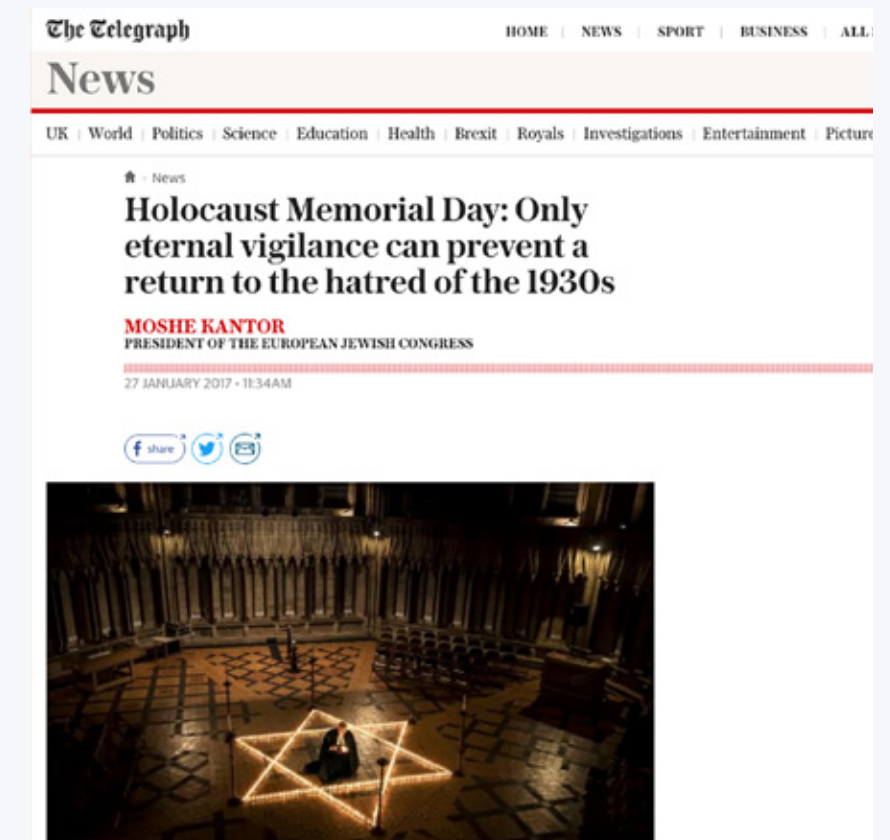 The Telegraph
HOME NEWS SPORT BUSINESS ALL
News
UK World Politics Science Education Health Brexit Royals Investigations Entertainment Picture
News
Holocaust Memorial Day: Only
eternal vigilance can prevent a
return to the hatred of the 1930s
MOSHE KANTOR
PRESIDENT OF THE EUROPEAN JEWISH CONGRESS
27 JANUARY 2017 • 11:34AM
f share